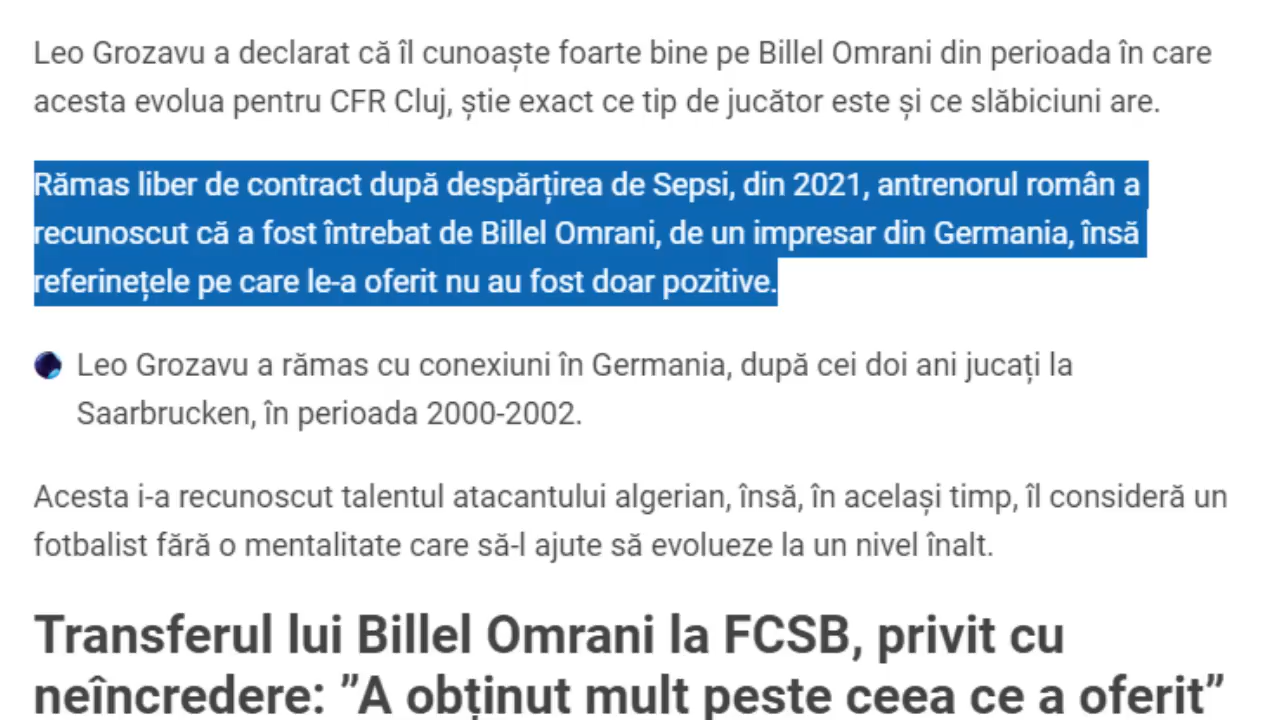 Leo Grozavu a declarat că îl cunoaște foarte bine pe Billel Omrani din perioada în care
acesta evolua pentru CFR Cluj, știe exact ce tip de jucător este și ce slăbiciuni are.
Rămas liber de contract după despărțirea de Sepsi, din 2021, antrenorul român a
recunoscut că a fost întrebat de Billel Omrani, de un impresar din Germania, însă
referinețele pe care le-a oferit nu au fost doar pozitive.
Leo Grozavu a rămas cu conexiuni în Germania, după cei doi ani jucați la
Saarbrucken, în perioada 2000-2002.
Acesta i-a recunoscut talentul atacantului algerian, însă, în același timp, îl consideră un
fotbalist fără o mentalitate care să-l ajute să evolueze la un nivel înalt.
Transferul lui Billel Omrani la FCSB, privit cu
neîncredere: ”A obținut mult peste ceea ce a oferit”